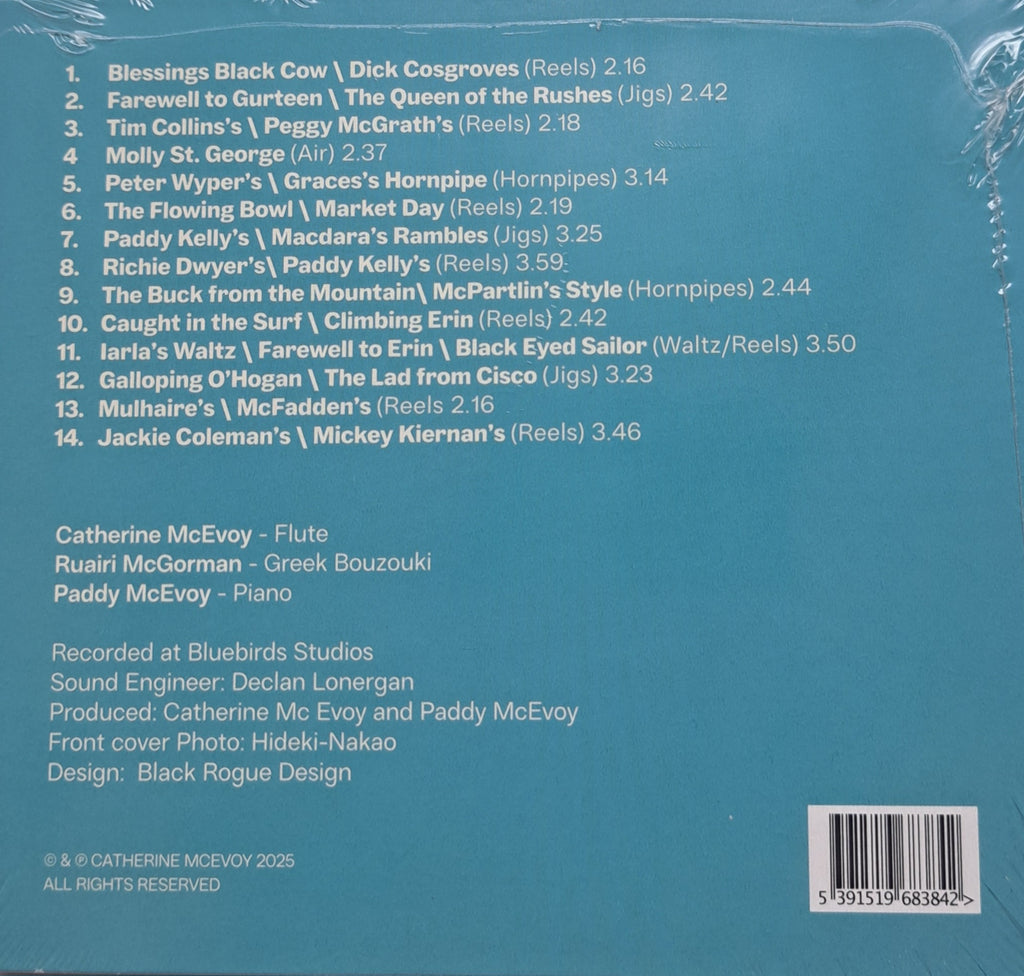 1. Blessings Black Cow \ Dick Cosgroves (Reels) 2.16
2. Farewell to Gurteen \ The Queen of the Rushes (Jigs) 2.42
3. Tim Collins's \ Peggy McGrath's (Reels) 2.18
4 Molly St. George (Air) 2.37
5. Peter Wyper's \ Graces's Hornpipe (Hornpipes) 3.14
6. The Flowing Bowl \ Market Day (Reels) 2.19
7. Paddy Kelly's \ Macdara's Rambles (Jigs) 3.25
8. Richie Dwyer's\ Paddy Kelly's (Reels) 3.59
9. The Buck from the Mountain\ McPartlin's Style (Hornpipes) 2.44
10. Caught in the Surf \ Climbing Erin (Reels) 2.42
11. Iarla's Waltz \ Farewell to Erin \ Black Eyed Sailor (Waltz/Reels) 3.50
12. Galloping O'Hogan \ The Lad from Cisco (Jigs) 3.23
13. Mulhaire's \ McFadden's (Reels 2.16
14. Jackie Coleman's \ Mickey Kiernan's (Reels) 3.46
Catherine McEvoy - Flute
Ruairi McGorman - Greek Bouzouki
Paddy McEvoy - Piano
Recorded at Bluebirds Studios
Sound Engineer: Declan Lonergan
Produced: Catherine Mc Evoy and Paddy McEvoy
Front cover Photo: Hideki-Nakao
Design: Black Rogue Design
© & ℗ CATHERINE MCEVOY 2025
ALL RIGHTS RESERVED
5 391519 683842 >